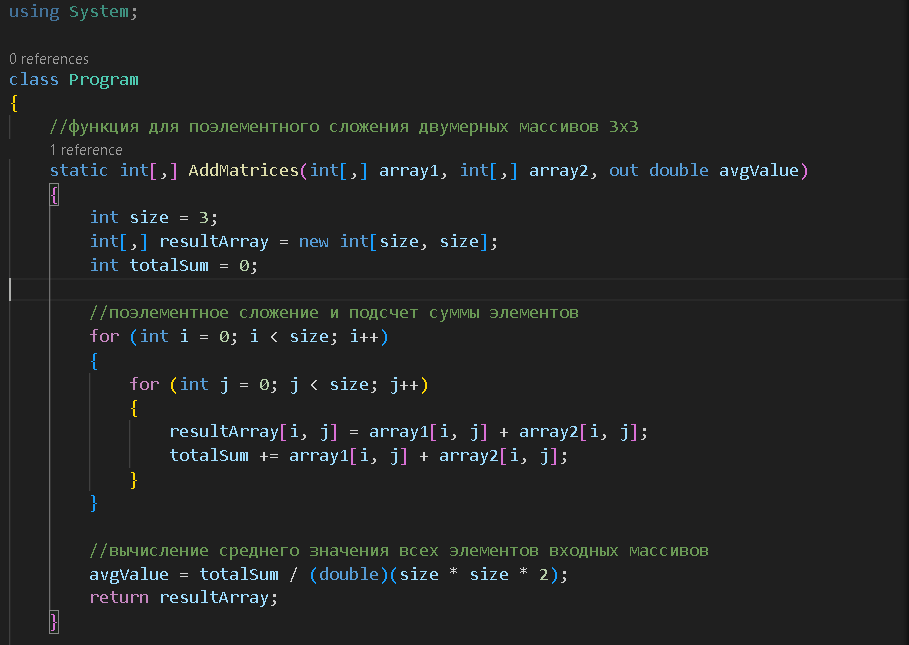 using System;
0 references
class Program
{
//функция для поэлементного сложения двумерных массивов 3x3
1 reference
static int[,] AddMatrices(int[,] array1, int[,] array2, out double avgValue)
{
int size = 3;
int[,] resultArray = new int[size, size];
int totalSum = 0;
//поэлементное сложение и подсчет суммы элементов
for (int i = 0; i < size; i++)
{
for (int j = 0; j < size; j++)
{
resultArray[i, j] = array1[i, j] + array2[i, j];
totalSum += array1[i, j] + array2[i, j];
}
}
//вычисление среднего значения всех элементов входных массивов
avgValue = totalSum / (double)(size * size * 2);
return resultArray;
}